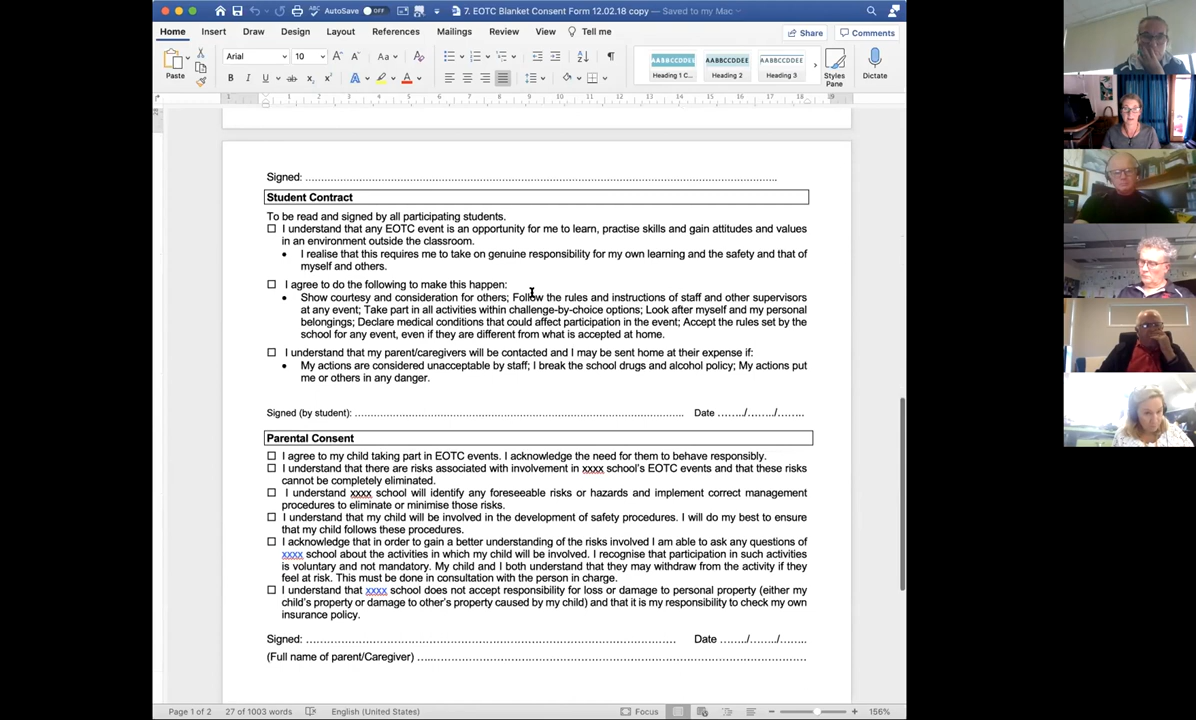 AutoSave OFF
7. EOTC Blanket Consent Form 12.02.18 copy — Saved to my Mac
Home Insert Draw Design Layout References Mailings Review View Tell me
Share Comments
Arial 10
Paste
AABBCCDDEE AABBCCDDEE AABBCCDDEE
Heading 1 C... Heading 2 Heading 3
Styles Pane
Dictate
Signed: ……………………………………………………………………………………
Student Contract
To be read and signed by all participating students.
☐ I understand that any EOTC event is an opportunity for me to learn, practise skills and gain attitudes and values
in an environment outside the classroom.
• I realise that this requires me to take on genuine responsibility for my own learning and the safety and that of
myself and others.
☐ I agree to do the following to make this happen:
• Show courtesy and consideration for others; Follow the rules and instructions of staff and other supervisors
at any event; Take part in all activities within challenge-by-choice options; Look after myself and my personal
belongings; Declare medical conditions that could affect participation in the event; Accept the rules set by the
school for any event, even if they are different from what is accepted at home.
☐ I understand that my parent/caregivers will be contacted and I may be sent home at their expense if:
• My actions are considered unacceptable by staff; I break the school drugs and alcohol policy; My actions put
me or others in any danger.
Signed (by student): …………………………………………………………………… Date ……../……../……..
Parental Consent
☐ I agree to my child taking part in EOTC events. I acknowledge the need for them to behave responsibly.
☐ I understand that there are risks associated with involvement in xxxx school's EOTC events and that these risks
cannot be completely eliminated.
☐ I understand xxxx school will identify any foreseeable risks or hazards and implement correct management
procedures to eliminate or minimise those risks.
☐ I understand that my child will be involved in the development of safety procedures. I will do my best to ensure
that my child follows these procedures.
☐ I acknowledge that in order to gain a better understanding of the risks involved I am able to ask any questions of
xxxx school about the activities in which my child will be involved. I recognise that participation in such activities
is voluntary and not mandatory. My child and I both understand that they may withdraw from the activity if they
feel at risk. This must be done in consultation with the person in charge.
☐ I understand that xxxx school does not accept responsibility for loss or damage to personal property (either my
child's property or damage to other's property caused by my child) and that it is my responsibility to check my own
insurance policy.
Signed: …………………………………………………………………… Date ……../……../……..
(Full name of parent/Caregiver) ……………………………………………………………………
Page 1 of 2 27 of 1003 words English (United States) Focus 156%